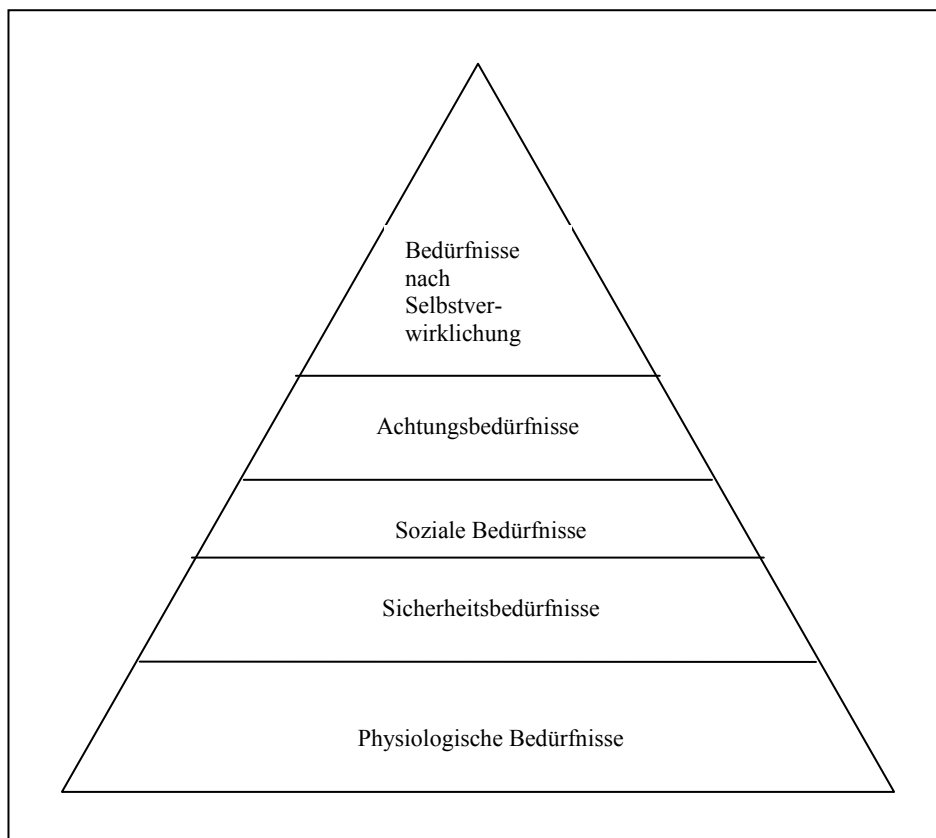 Bedürfnisse
nach
Selbstver-
wirklichung
Achtungsbedürfnisse
Soziale Bedürfnisse
Sicherheitsbedürfnisse
Physiologische Bedürfnisse